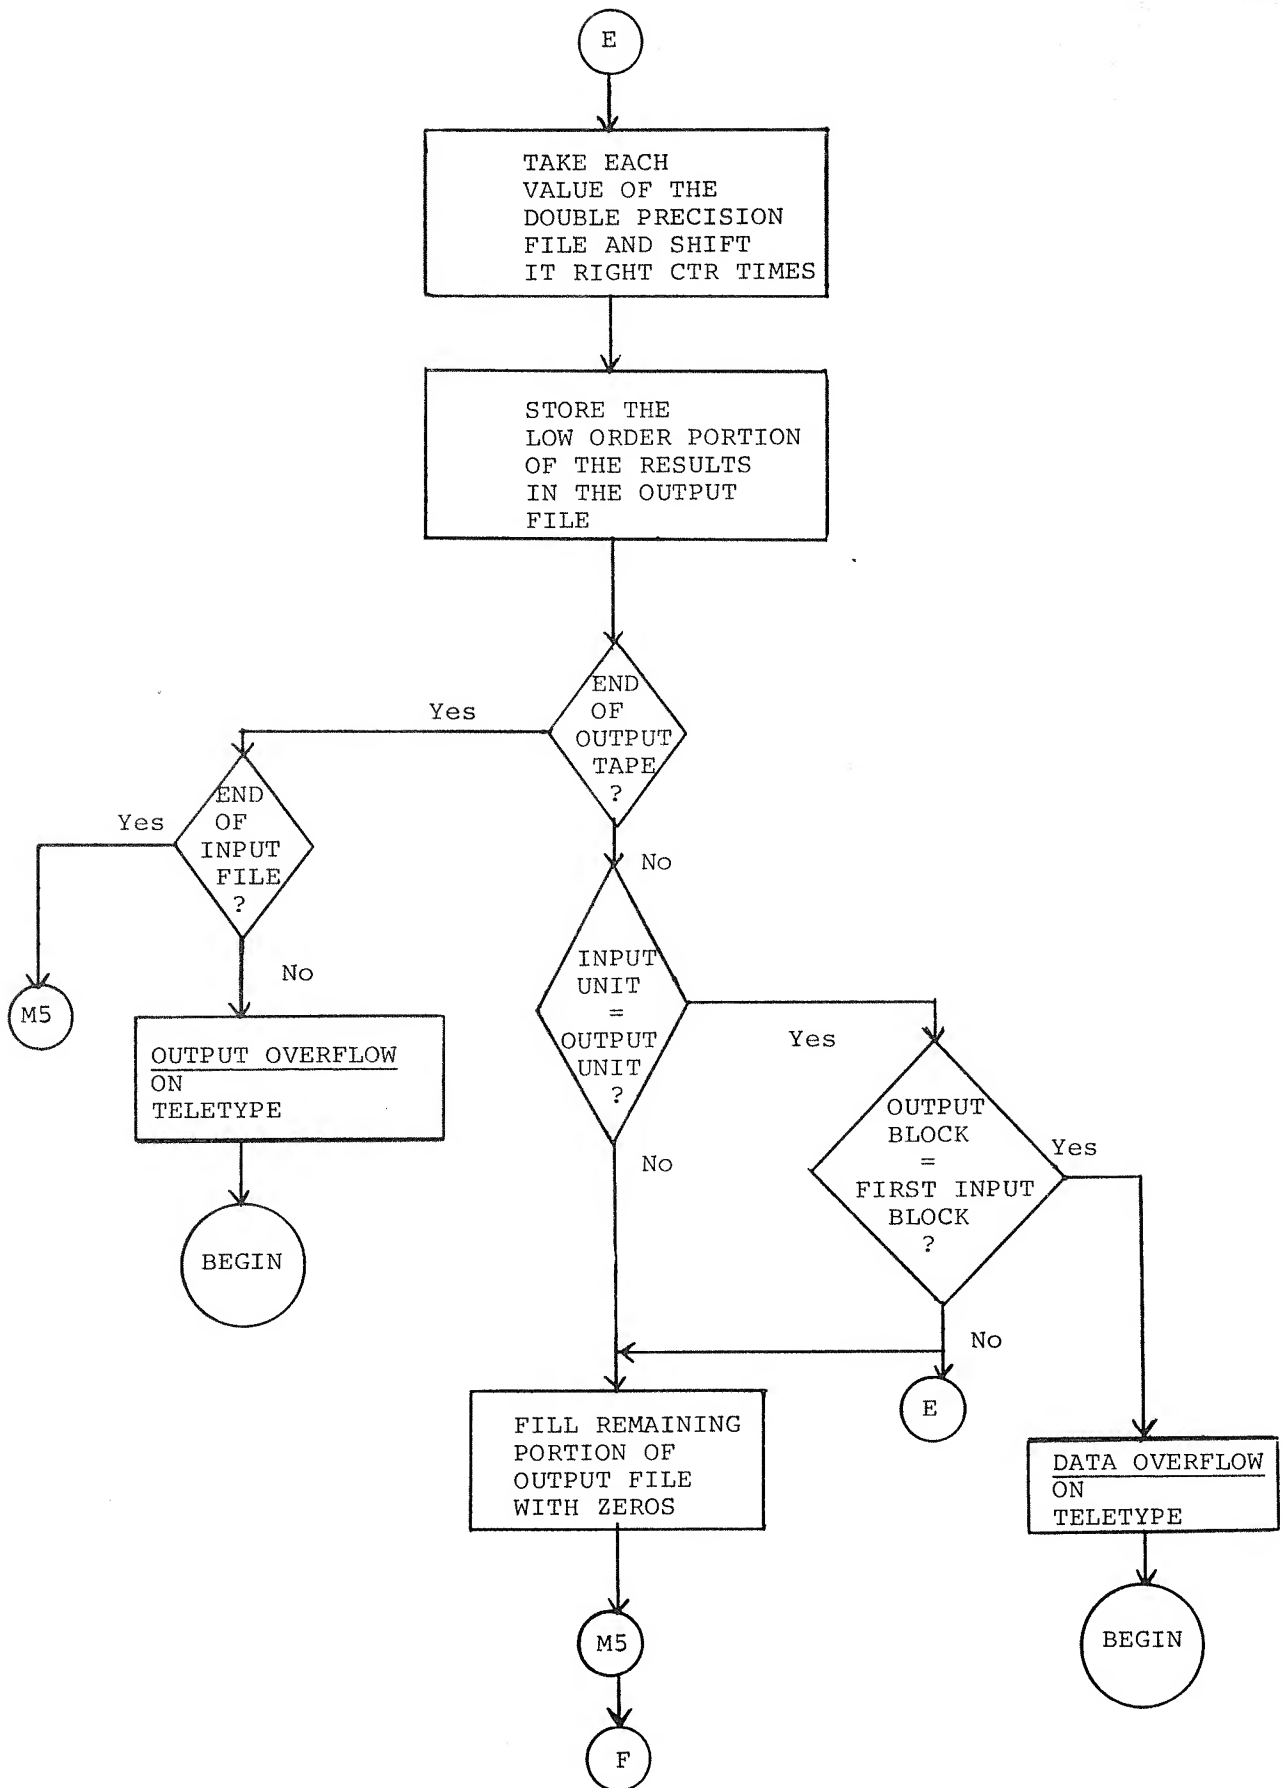 E
TAKE EACH
VALUE OF THE
DOUBLE PRECISION
FILE AND SHIFT
IT RIGHT CTR TIMES
STORE THE
LOW ORDER PORTION
OF THE RESULTS
IN THE OUTPUT
FILE
END
OF
OUTPUT
TAPE
?
Yes
END
OF
INPUT
FILE
?
Yes
M5
No
OUTPUT OVERFLOW
ON
TELETYPE
BEGIN
No
INPUT
UNIT
=
OUTPUT
UNIT
?
Yes
No
OUTPUT
BLOCK
=
FIRST INPUT
BLOCK
?
Yes
No
E
DATA OVERFLOW
ON
TELETYPE
BEGIN
FILL REMAINING
PORTION OF
OUTPUT FILE
WITH ZEROS
M5
F